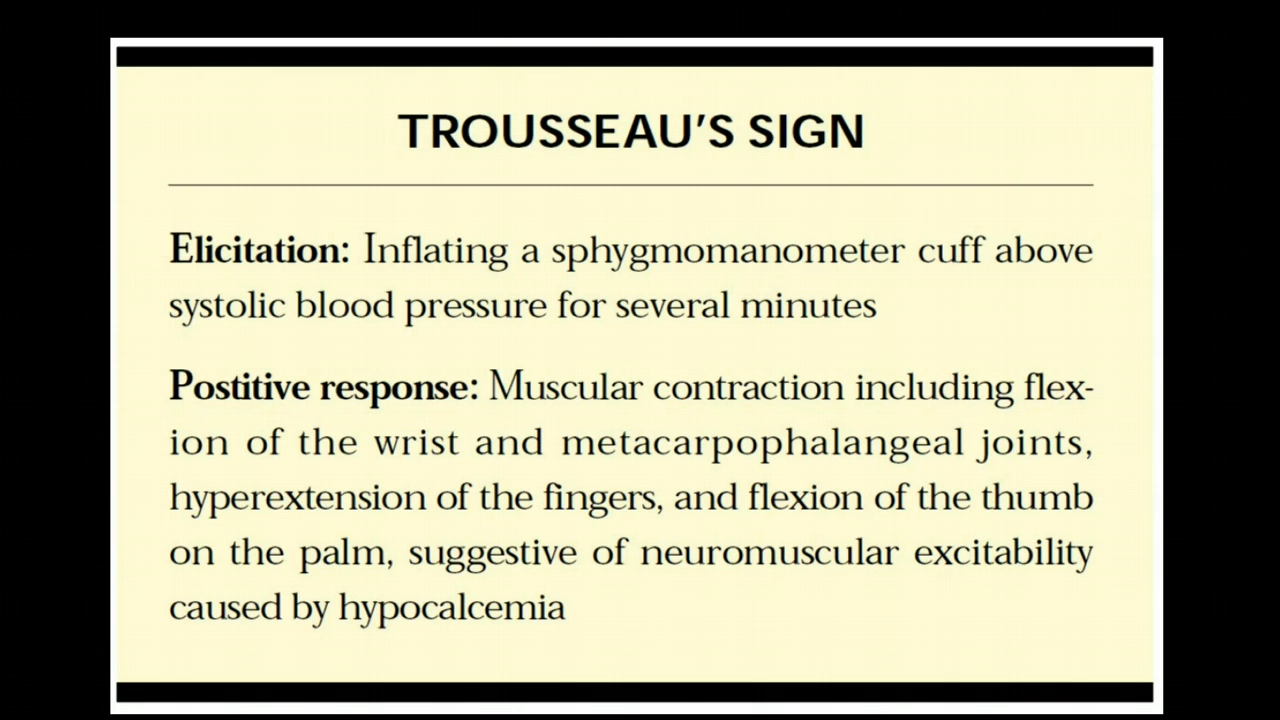 TROUSSEAU'S SIGN
Elicitation: Inflating a sphygmomanometer cuff above
systolic blood pressure for several minutes
Postitive response: Muscular contraction including flex-
ion of the wrist and metacarpophalangeal joints,
hyperextension of the fingers, and flexion of the thumb
on the palm, suggestive of neuromuscular excitability
caused by hypocalcemia